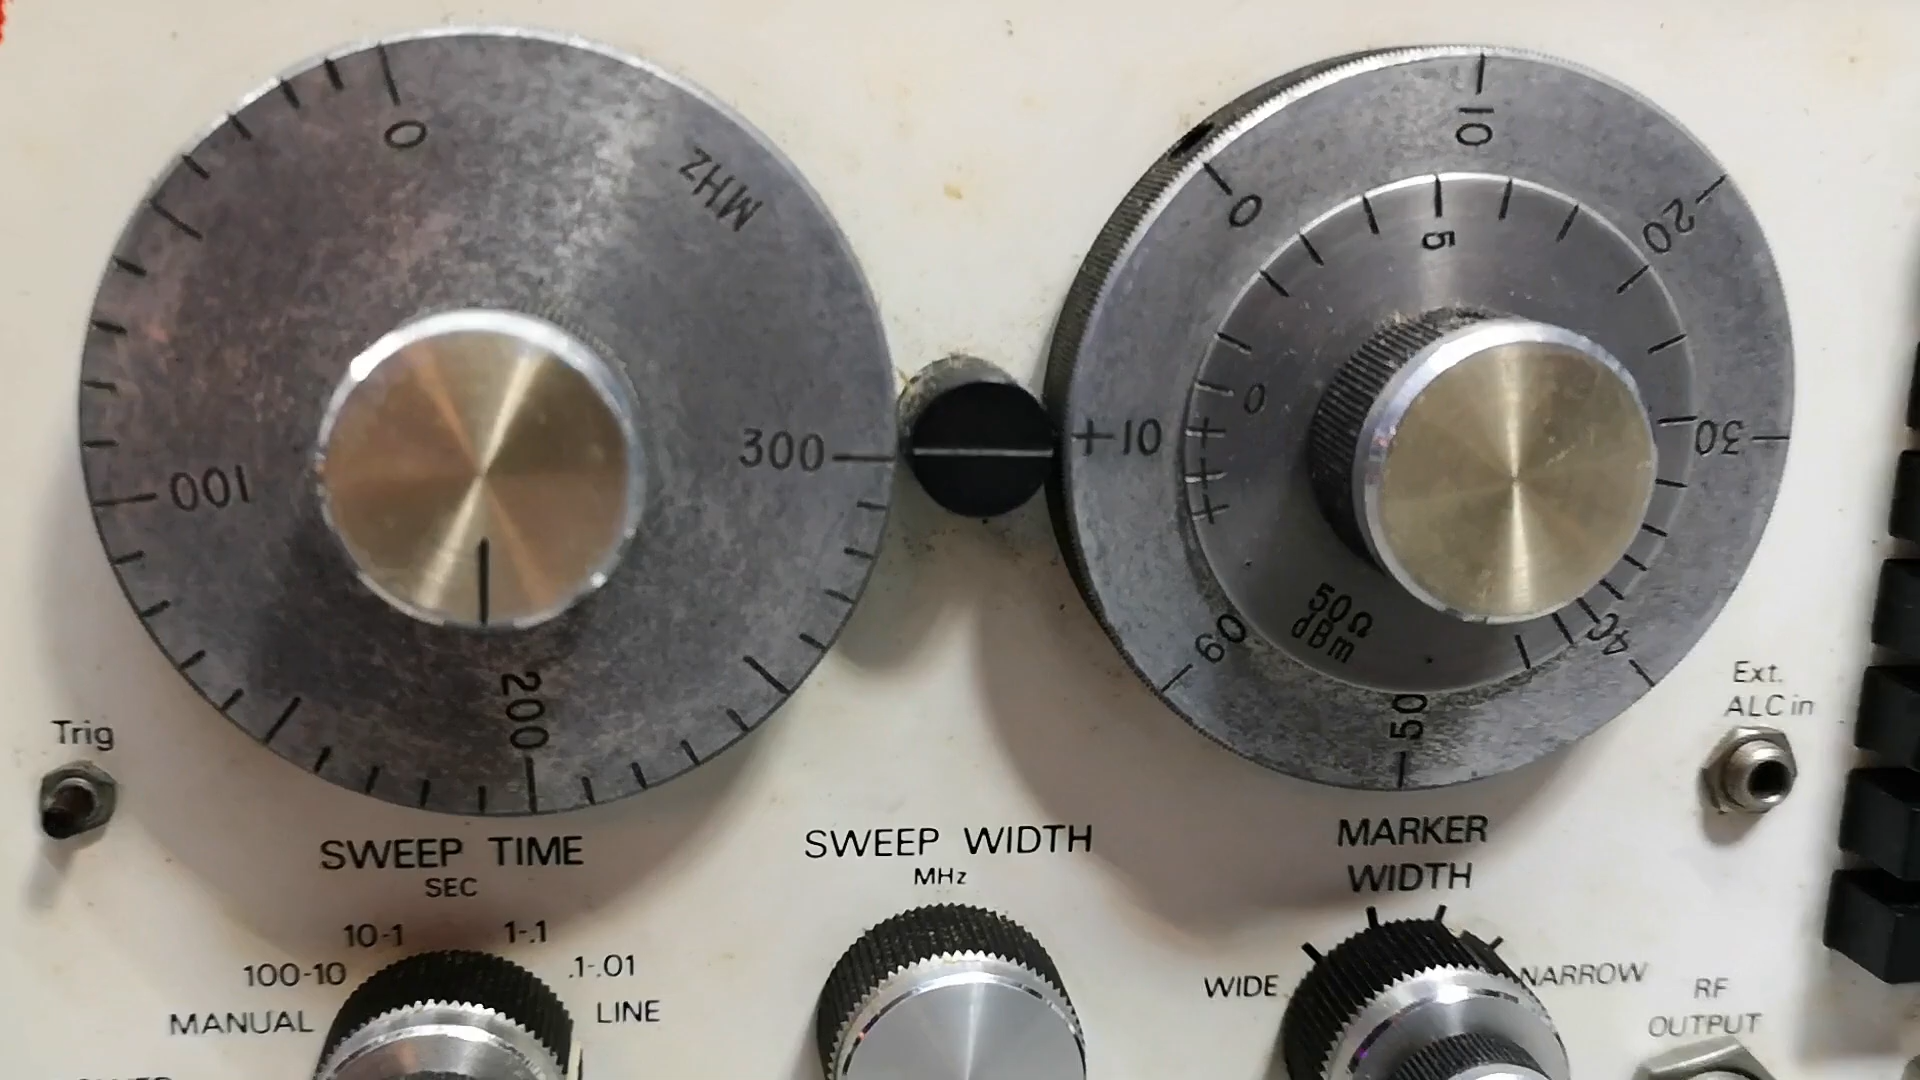 0
MHz
100
300
200
0
10
20
30
40
50
60
+10
5
0
50Ω
dBm
Trig
Ext.
ALC in
SWEEP TIME
SEC
10-1
1-.1
100-10
.1-.01
MANUAL
LINE
SWEEP WIDTH
MHz
MARKER
WIDTH
WIDE
NARROW
RF
OUTPUT